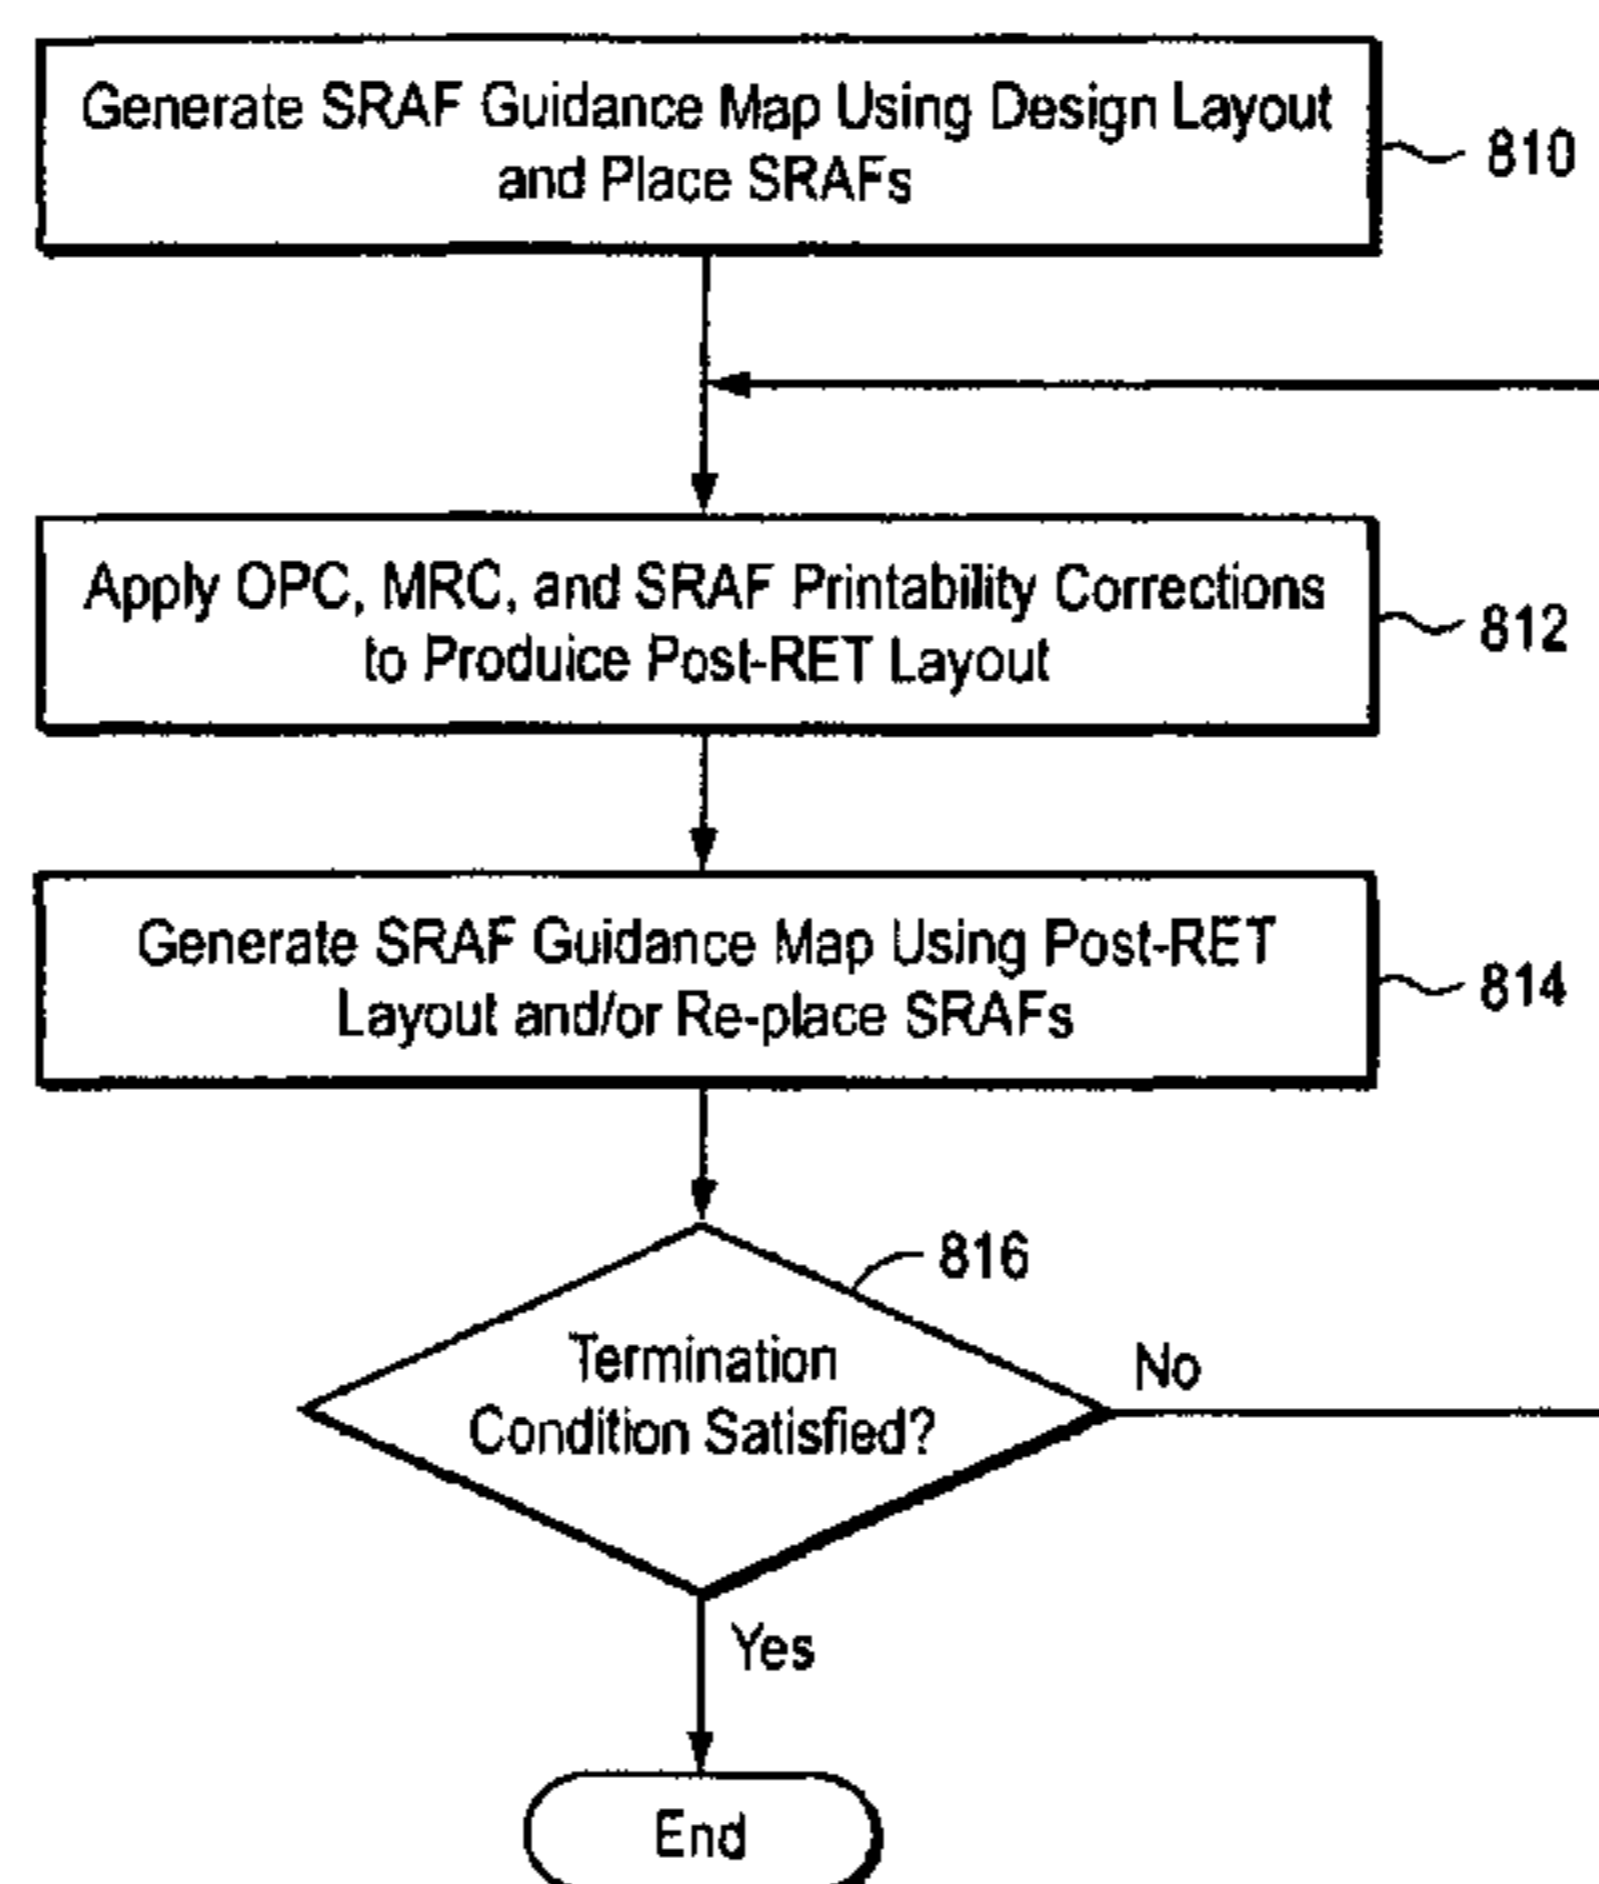 Generate SRAF Guidance Map Using Design Layout
and Place SRAFs
810
Apply OPC, MRC, and SRAF Printability Corrections
to Produice Post-RET Layout
812
Generate SRAF Guidance Map Using Post-RET
Layout and/or Re-place SRAFs
814
816
Termination
Condition Satisfied?
No
Yes
End